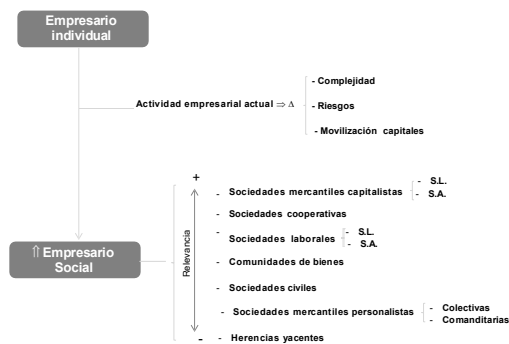 Empresario
individual
Actividad empresarial actual ⇒ Δ
- Complejidad
- Riesgos
- Movilización capitales
+
Relevancia
-
⇑ Empresario
Social
- Sociedades mercantiles capitalistas
- S.L.
- S.A.
- Sociedades cooperativas
- Sociedades laborales
- S.L.
- S.A.
- Comunidades de bienes
- Sociedades civiles
- Sociedades mercantiles personalistas
- Colectivas
- Comanditarias
- Herencias yacentes